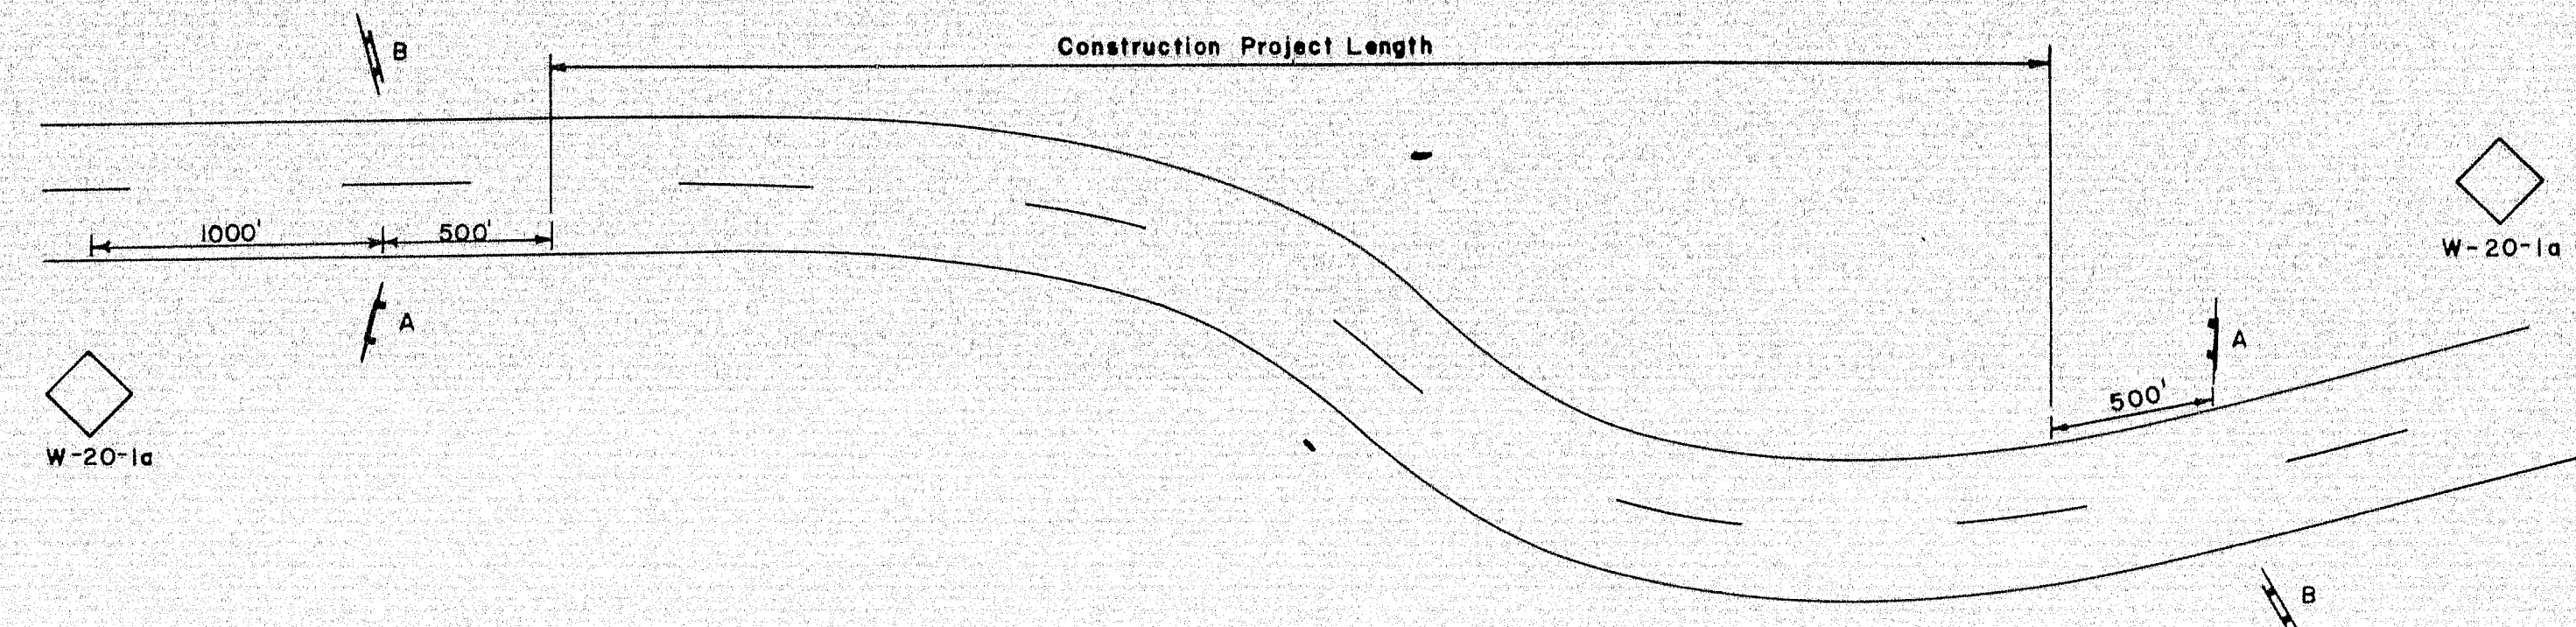 Construction Project Length
B
1000'
500'
A
W-20-1a
W-20-1a
A
500'
B